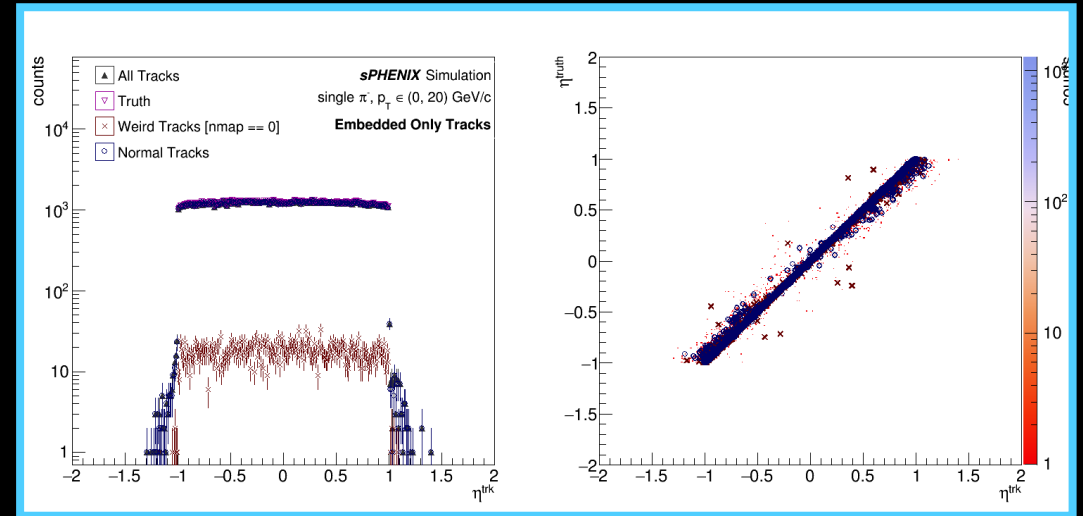 counts
All Tracks
Truth
Weird Tracks [nmap == 0]
Normal Tracks
sPHENIX Simulation
single π⁻, p_T ∈ (0, 20) GeV/c
Embedded Only Tracks
10⁴
10³
10²
10
1
−2 −1.5 −1 −0.5 0 0.5 1 1.5 2
η^trk
η^truth
2
1.5
1
0.5
0
−0.5
−1
−1.5
−2
−2 −1.5 −1 −0.5 0 0.5 1 1.5 2
η^trk
10²
10
1